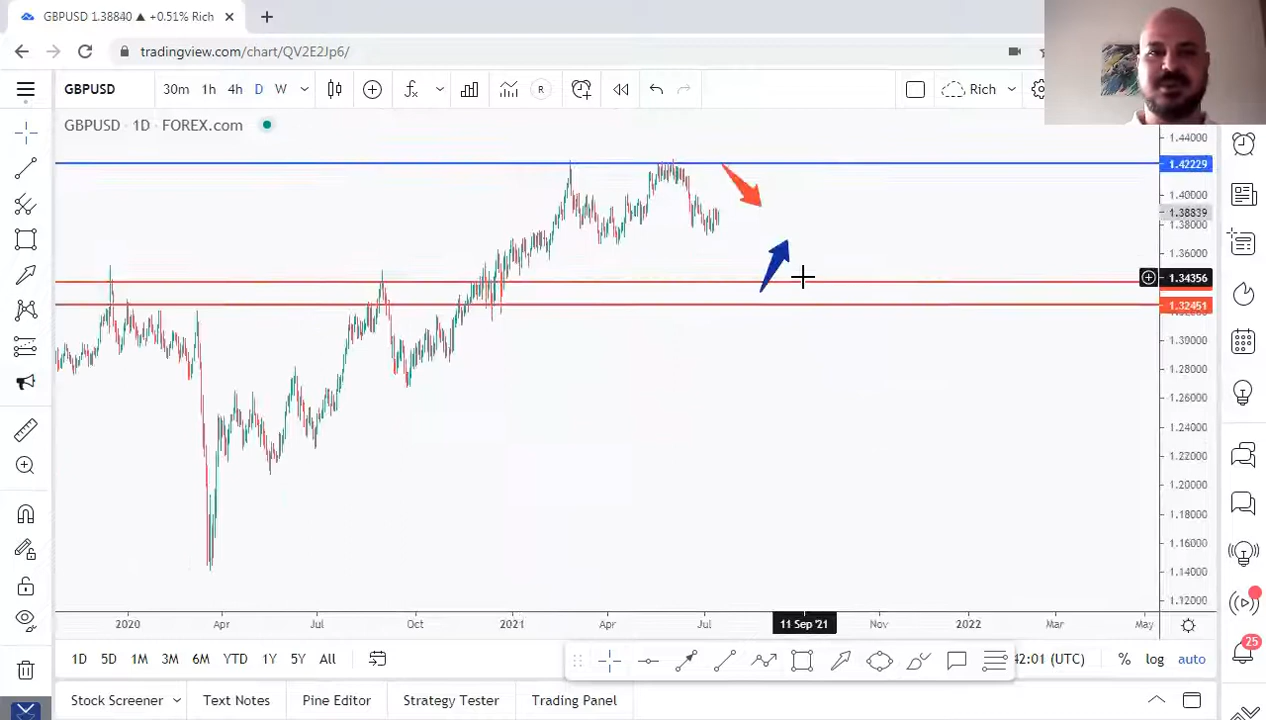 GBPUSD 1.38840 ▲ +0.51% Rich
tradingview.com/chart/QV2E2Jp6/
GBPUSD 30m 1h 4h D W R Rich
GBPUSD · 1D · FOREX.com
1.44000
1.42229
1.40000
1.38839
1.38000
1.36000
1.34356
1.32451
1.30000
1.28000
1.26000
1.24000
1.22000
1.20000
1.18000
1.16000
1.14000
1.12000
2020 Apr Jul Oct 2021 Apr Jul 11 Sep '21 Nov 2022 Mar May
1D 5D 1M 3M 6M YTD 1Y 5Y All 42:01 (UTC) % log auto
25
Stock Screener Text Notes Pine Editor Strategy Tester Trading Panel